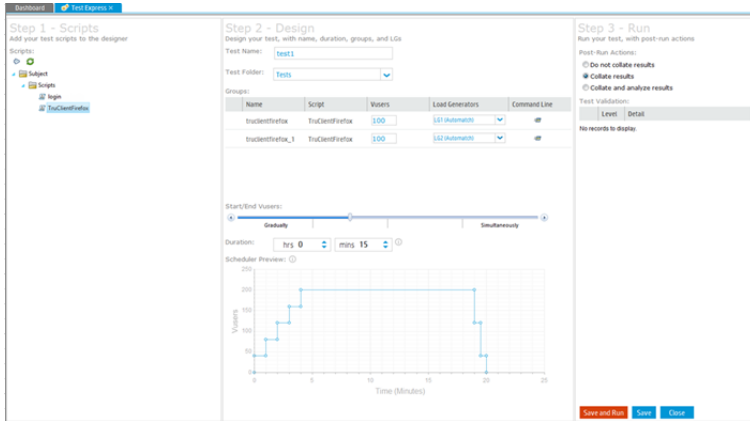 Dashboard
Test Express ×
Step 1 - Scripts
Add your test scripts to the designer
Scripts:
Subject
Scripts
login
TruClientFirefox
Step 2 - Design
Design your test, with name, duration, groups, and LGs
Test Name: test1
Test Folder: Tests
Groups:
Name Script Vusers Load Generators Command Line
truclientfirefox TruClientFirefox 100 LG1 (Automatch)
truclientfirefox_1 TruClientFirefox 100 LG2 (Automatch)
Start/End Vusers:
Gradually Simultaneously
Duration: hrs 0 mins 15
Scheduler Preview:
250
200
150
100
50
0
Vusers
0 5 10 15 20 25
Time (Minutes)
Step 3 - Run
Run your test, with post-run actions
Post-Run Actions:
Do not collate results
Collate results
Collate and analyze results
Test Validation:
Level Detail
No records to display.
Save and Run Save Close